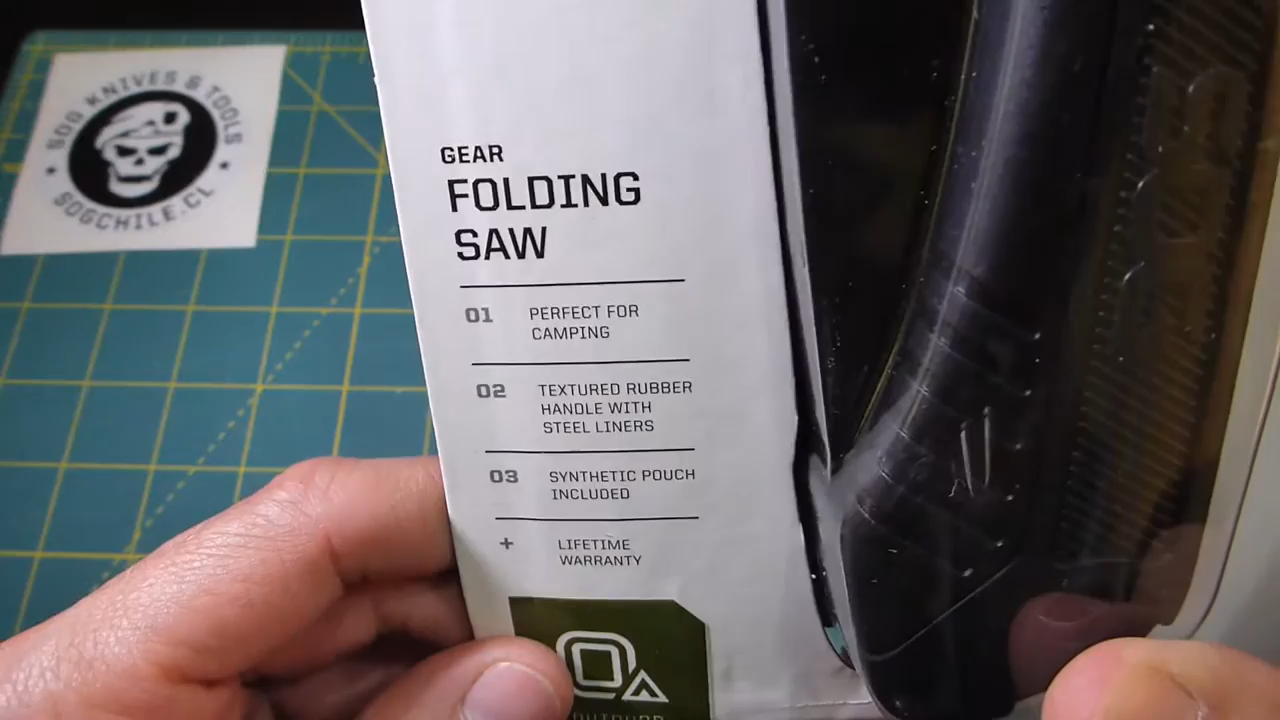 SOG KNIVES & TOOLS
SOGCHILE.CL
GEAR
FOLDING
SAW
01 PERFECT FOR
CAMPING
02 TEXTURED RUBBER
HANDLE WITH
STEEL LINERS
03 SYNTHETIC POUCH
INCLUDED
+ LIFETIME
WARRANTY
OUTDOOR